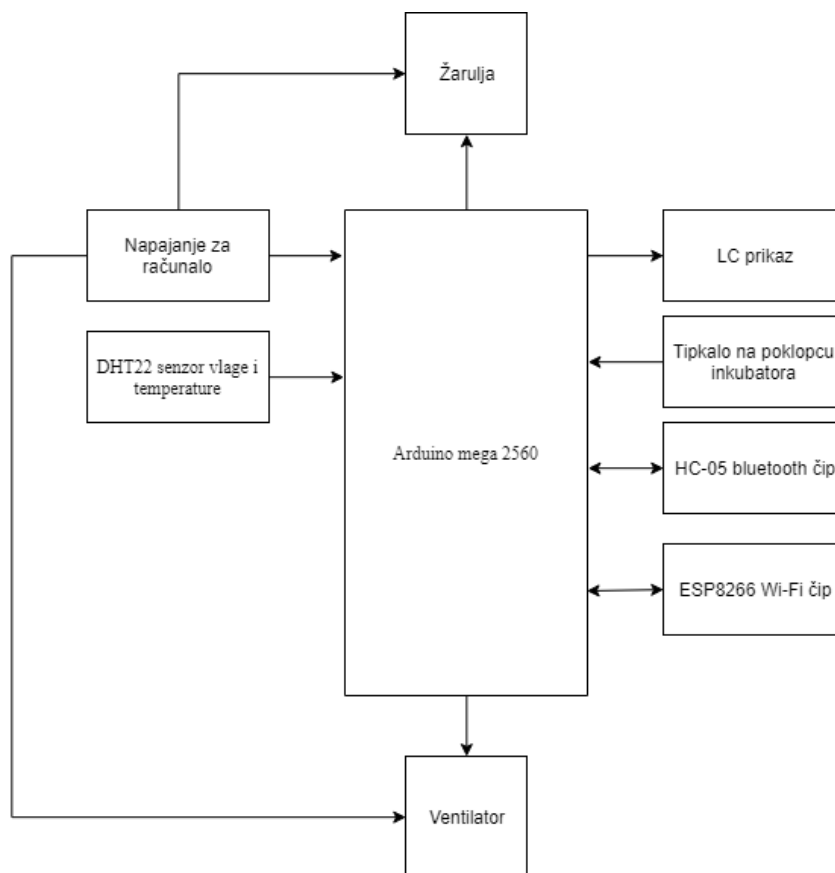 Žarulja
Napajanje za
računalo
LC prikaz
DHT22 senzor vlage i
temperature
Tipkalo na poklopcu
inkubatora
Arduino mega 2560
HC-05 bluetooth čip
ESP8266 Wi-Fi čip
Ventilator